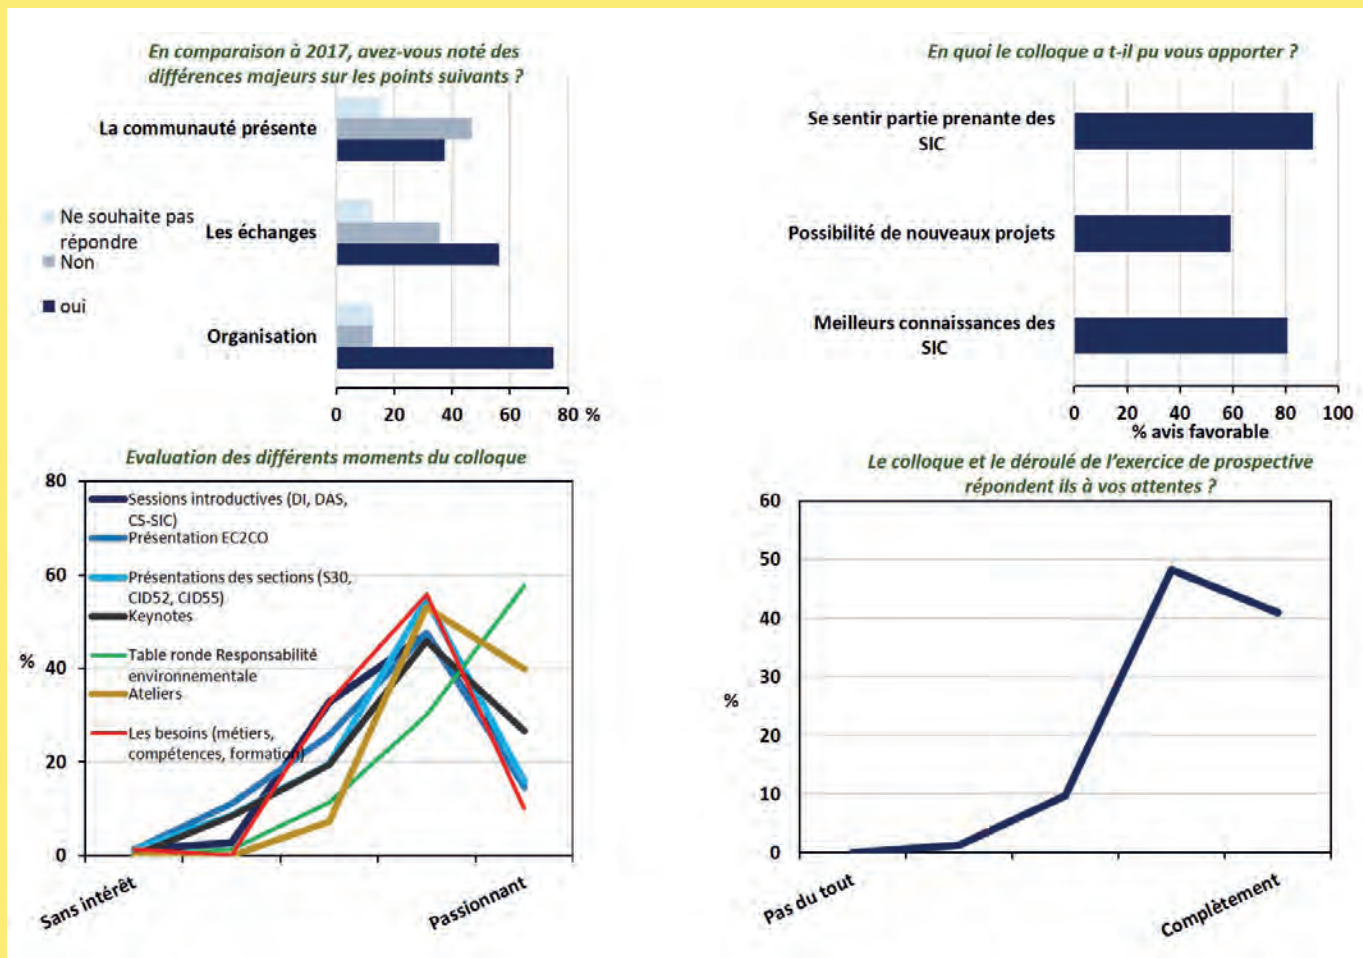 En comparaison à 2017, avez-vous noté des
différences majeurs sur les points suivants ?
La communauté présente
Les échanges
Organisation
Ne souhaite pas
répondre
Non
oui
0 20 40 60 80 %
En quoi le colloque a t-il pu vous apporter ?
Se sentir partie prenante des
SIC
Possibilité de nouveaux projets
Meilleurs connaissances des
SIC
0 20 40 60 80 100
% avis favorable
Evaluation des différents moments du colloque
80
60
40
20
0
%
Sessions introductives (DI, DAS,
CS-SIC)
Présentation EC2CO
Présentations des sections (S30,
CID52, CID55)
Keynotes
Table ronde Responsabilité
environnementale
Ateliers
Les besoins (métiers,
compétences, formation)
Sans intérêt
Passionnant
Le colloque et le déroulé de l'exercice de prospective
répondent ils à vos attentes ?
60
50
40
30
20
10
0
%
Pas du tout
Complètement